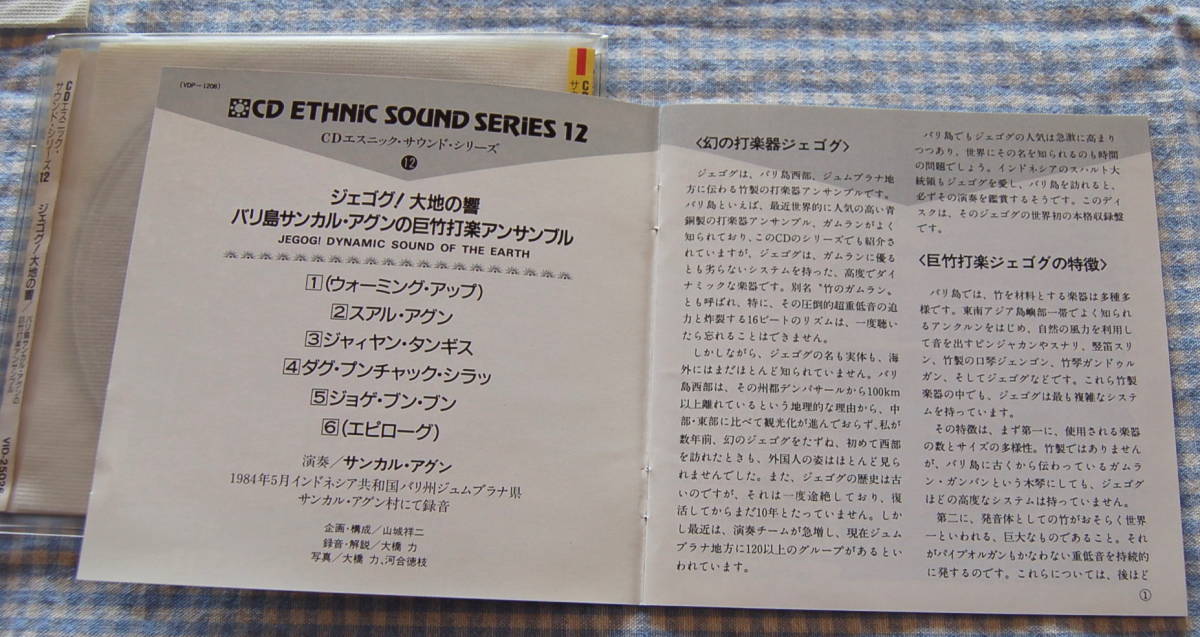 CDエスニック・
サウンド・シリーズ12
ジェゴグ!大地の響
バリ島サンカル・アグンの
巨竹打楽アンサンブル
(VDP-1208)
CD ETHNIC SOUND SERIES 12
CDエスニック・サウンド・シリーズ
⑫
ジェゴグ!大地の響
バリ島サンカル・アグンの巨竹打楽アンサンブル
JEGOG! DYNAMIC SOUND OF THE EARTH
1(ウォーミング・アップ)
2スアル・アグン
3ジャィヤン・タンギス
4ダグ・プンチャック・シラッ
5ジョゲ・ブン・ブン
6(エピローグ)
演奏/サンカル・アグン
1984年5月インドネシア共和国バリ州ジュムブラナ県
サンカル・アグン村にて録音
企画・構成/山城祥二
録音・解説/大橋 力
写真/大橋 力、河合徳枝
〈幻の打楽器ジェゴグ〉
ジェゴグは、バリ島西部、ジュムブラナ地
方に伝わる竹製の打楽器アンサンブルです。
バリ島といえば、最近世界的に人気の高い青
銅製の打楽器アンサンブル、ガムランがよく
知られており、このCDのシリーズでも紹介さ
れていますが、ジェゴグは、ガムランに優る
とも劣らないシステムを持った、高度でダイ
ナミックな楽器です。別名〝竹のガムラン〟
とも呼ばれ、特に、その圧倒的超重低音の迫
力と炸裂する16ビートのリズムは、一度聴い
たら忘れることはできません。
しかしながら、ジェゴグの名も実体も、海
外にはまだほとんど知られていません。バリ
島西部は、その州都デンパサールから100km
以上離れているという地理的な理由から、中
部・東部に比べて観光化が進んでおらず、私が
数年前、幻のジェゴグをたずね、初めて西部
を訪れたときも、外国人の姿はほとんど見ら
れませんでした。また、ジェゴグの歴史は古
いのですが、それは一度途絶しており、復
活してからまだ10年とたっていません。しか
し最近は、演奏チームが急増し、現在ジュム
ブラナ地方に120以上のグループがあるとい
われています。
バリ島でもジェゴグの人気は急激に高まり
つつあり、世界にその名を知られるのも時間
の問題でしょう。インドネシアのスハルト大
統領もジェゴグを愛し、バリ島を訪れると、
必ずその演奏を鑑賞するそうです。このディ
スクは、そのジェゴグの世界初の本格収録盤
です。
〈巨竹打楽ジェゴグの特徴〉
バリ島では、竹を材料とする楽器は多種多
様です。東南アジア島嶼部一帯でよく知られ
るアンクルンをはじめ、自然の風力を利用し
て音を出すピンジャカンやスナリ、竪笛スリ
ン、竹製の口琴ジェンゴン、竹琴ガンドゥル
ガン、そしてジェゴグなどです。これら竹製
楽器の中でも、ジェゴグは最も複雑なシステ
ムを持っています。
その特徴は、まず第一に、使用される楽器
の数とサイズの多様性。竹製ではありません
が、バリ島に古くから伝わっているガムラ
ン・ガンバンという木琴にしても、ジェゴグ
ほどの高度なシステムは持っていません。
第二に、発音体としての竹がおそらく世界
一といわれる、巨大なものであること。それ
がパイプオルガンもかなわない重低音を持続的
に発するのです。これらについては、後ほど
①